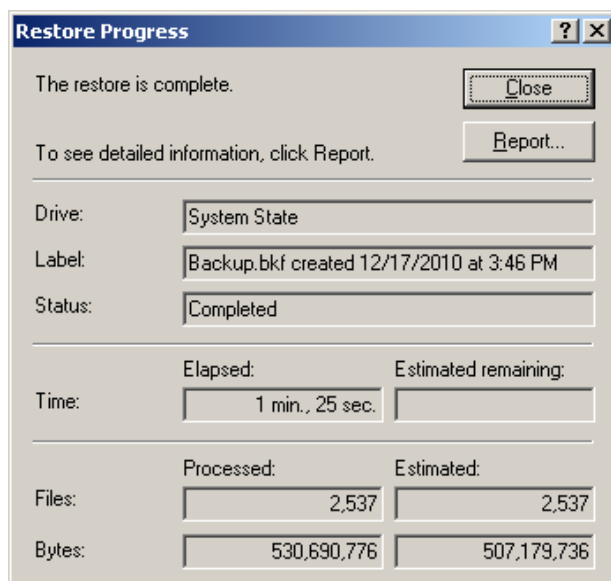 Restore Progress
The restore is complete.
Close
To see detailed information, click Report.
Report...
Drive: System State
Label: Backup.bkf created 12/17/2010 at 3:46 PM
Status: Completed
Elapsed: Estimated remaining:
Time: 1 min., 25 sec.
Processed: Estimated:
Files: 2,537 2,537
Bytes: 530,690,776 507,179,736